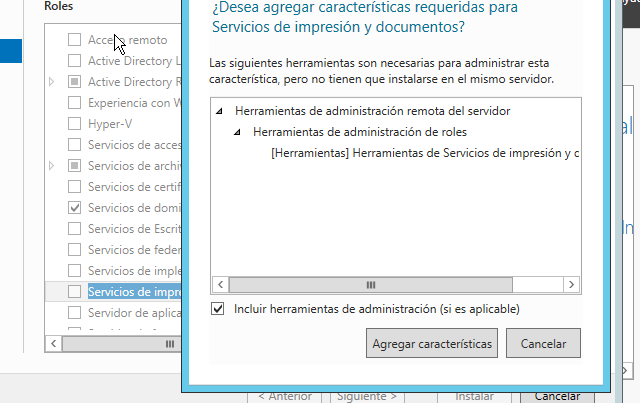 Roles
Acceso remoto
Active Directory L
Active Directory R
Experiencia con W
Hyper-V
Servicios de acces
Servicios de archiv
Servicios de certif
Servicios de domi
Servicios de Escrit
Servicios de feder
Servicios de imple
Servicios de impre
Servidor de aplica
¿Desea agregar características requeridas para
Servicios de impresión y documentos?
Las siguientes herramientas son necesarias para administrar esta
característica, pero no tienen que instalarse en el mismo servidor.
Herramientas de administración remota del servidor
Herramientas de administración de roles
[Herramientas] Herramientas de Servicios de impresión y c
Incluir herramientas de administración (si es aplicable)
Agregar características
Cancelar
< Anterior
Siguiente >
Instalar
Cancelar